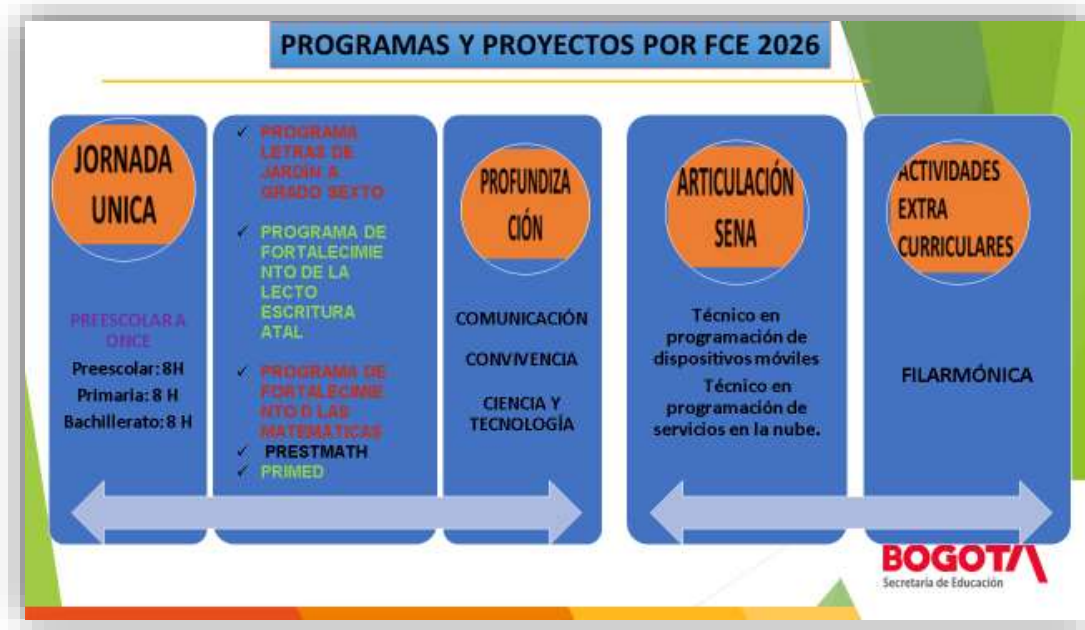 PROGRAMAS Y PROYECTOS POR FCE 2026
JORNADA
UNICA
PREESCOLAR A
ONCE
Preescolar: 8H
Primaria: 8 H
Bachillerato: 8 H
✓ PROGRAMA
LETRAS DE
JARDÍN A
GRADO SEXTO
✓ PROGRAMA DE
FORTALECIMIE
NTO DE LA
LECTO
ESCRITURA
ATAL
✓ PROGRAMA DE
FORTALECIMIE
NTO D LAS
MATEMÁTICAS
✓ PRESTMATH
✓ PRIMED
PROFUNDIZA
CIÓN
COMUNICACIÓN
CONVIVENCIA
CIENCIA Y
TECNOLOGÍA
ARTICULACIÓN
SENA
Técnico en
programación de
dispositivos móviles
Técnico en
programación de
servicios en la nube.
ACTIVIDADES
EXTRA
CURRICULARES
FILARMÓNICA
BOGOTÁ
Secretaría de Educación